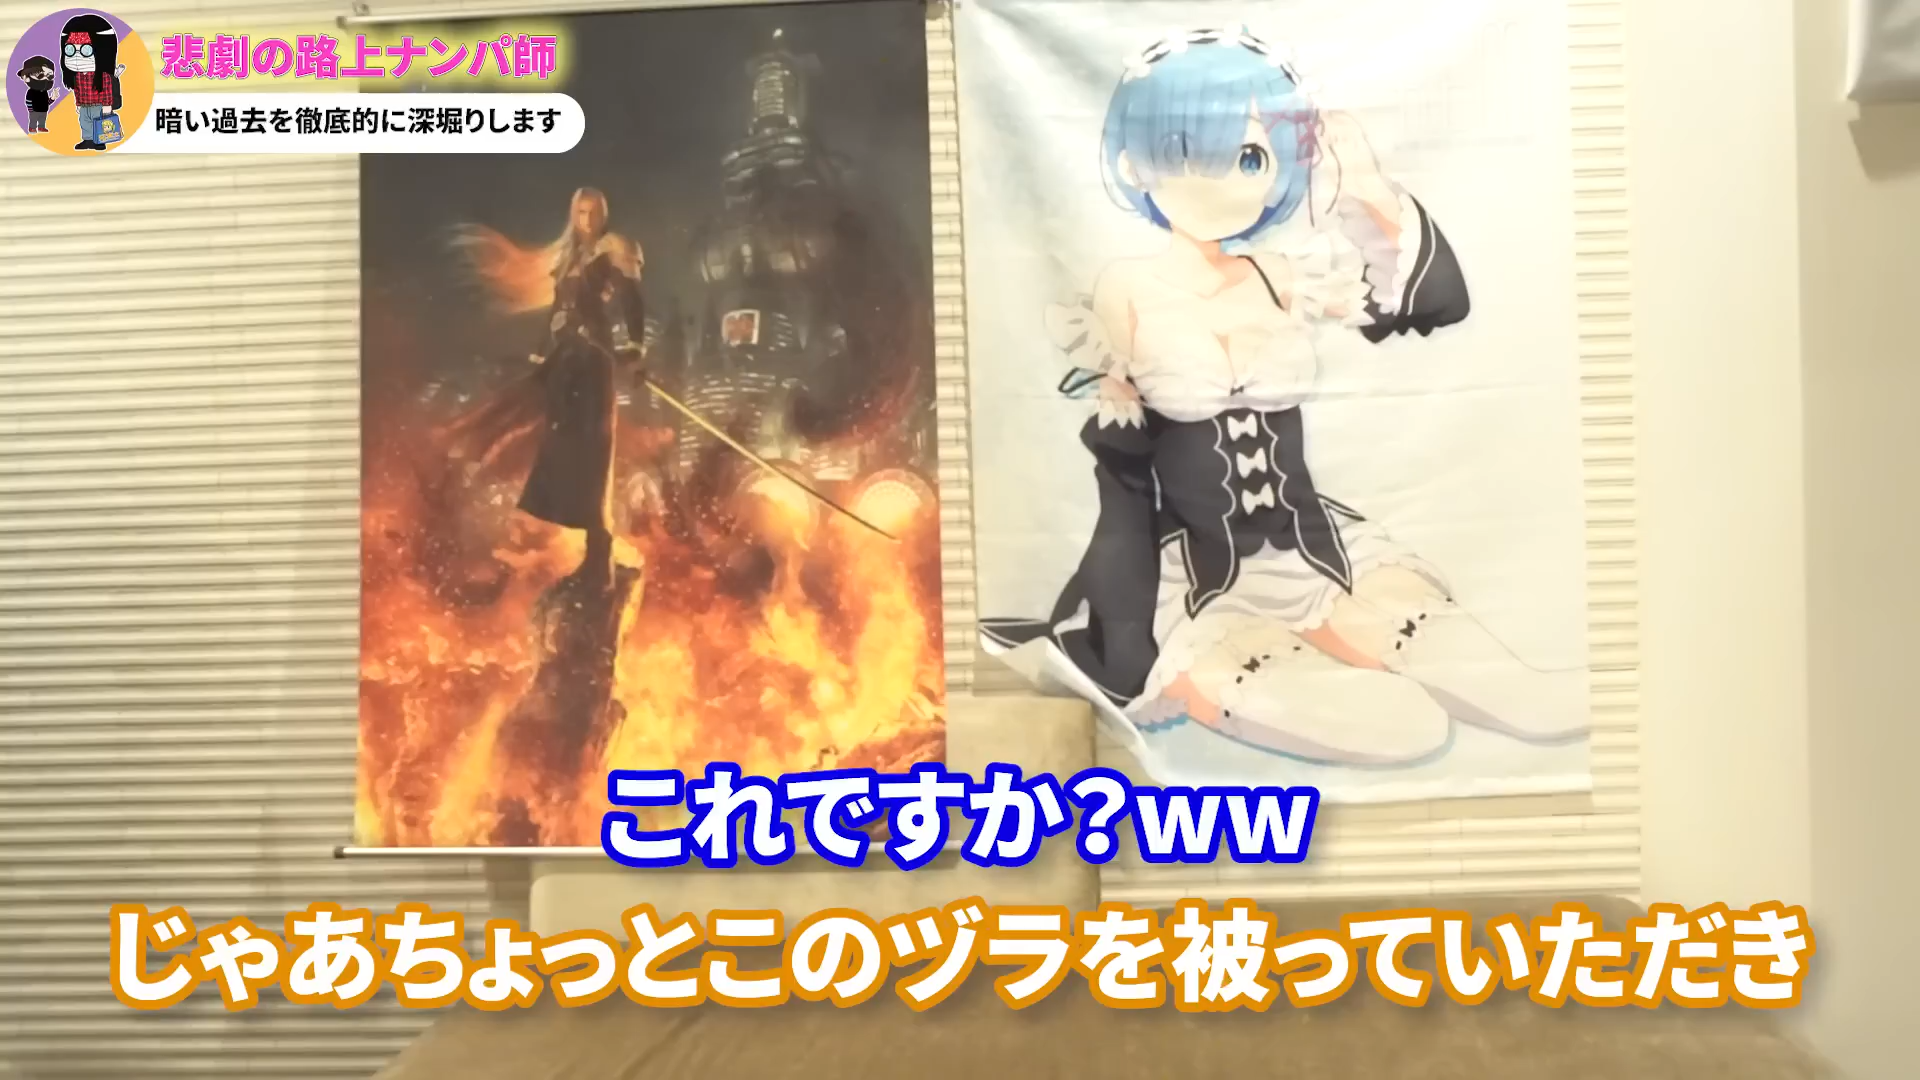 悲劇の路上ナンパ師
暗い過去を徹底的に深堀りします
これですか?ww
じゃあちょっとこのヅラを被っていただき